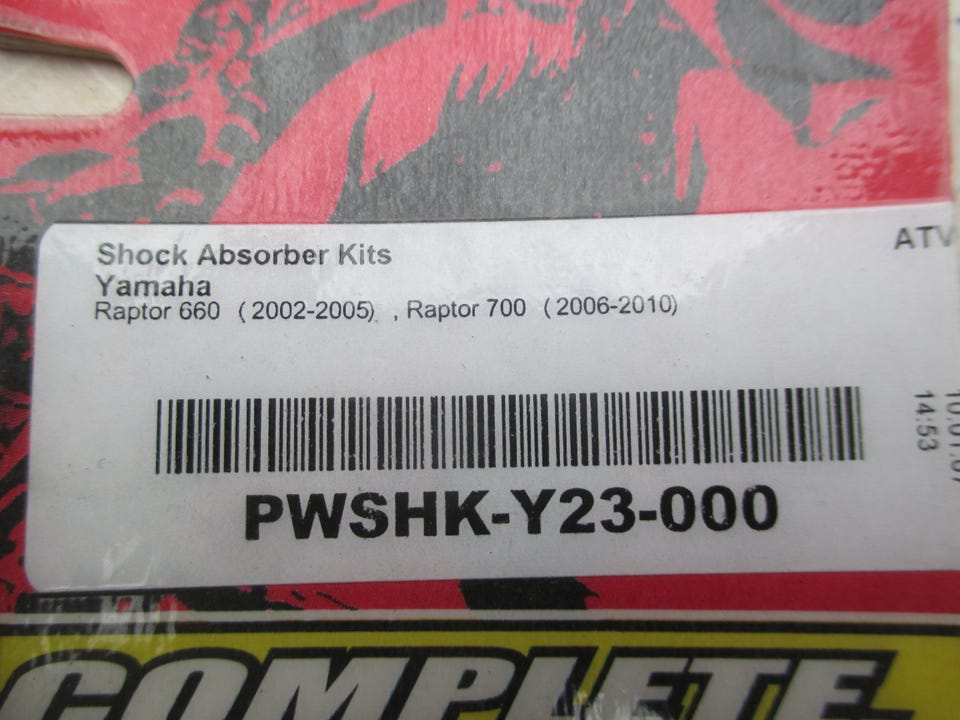 Shock Absorber Kits
ATV
Yamaha
Raptor 660 (2002-2005) , Raptor 700 (2006-2010)
14:53
PWSHK-Y23-000
COMPLETE